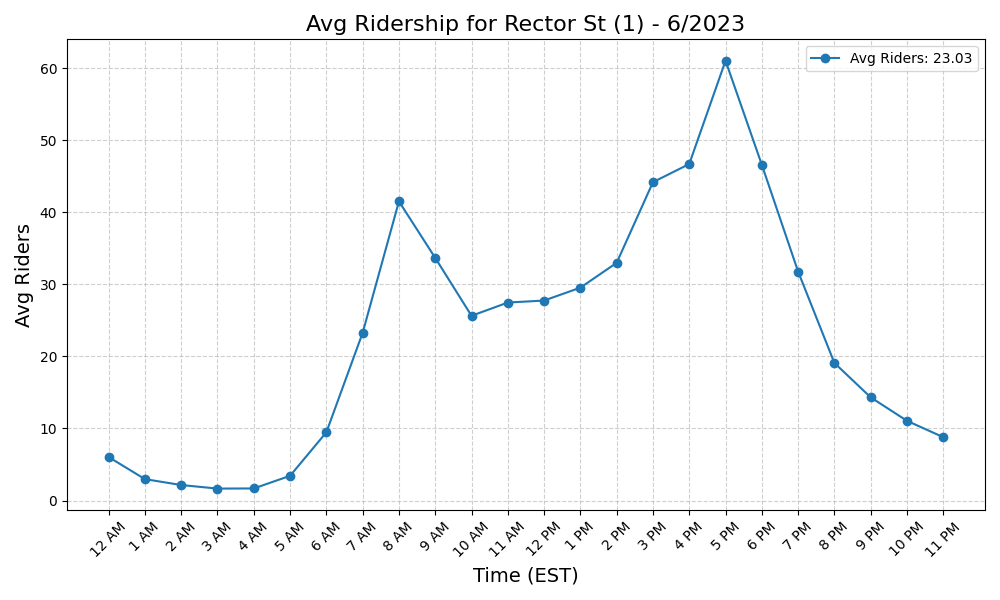 Avg Ridership for Rector St (1) - 6/2023
Avg Riders: 23.03
Avg Riders
60
50
40
30
20
10
0
12 AM
1 AM
2 AM
3 AM
4 AM
5 AM
6 AM
7 AM
8 AM
9 AM
10 AM
11 AM
12 PM
1 PM
2 PM
3 PM
4 PM
5 PM
6 PM
7 PM
8 PM
9 PM
10 PM
11 PM
Time (EST)